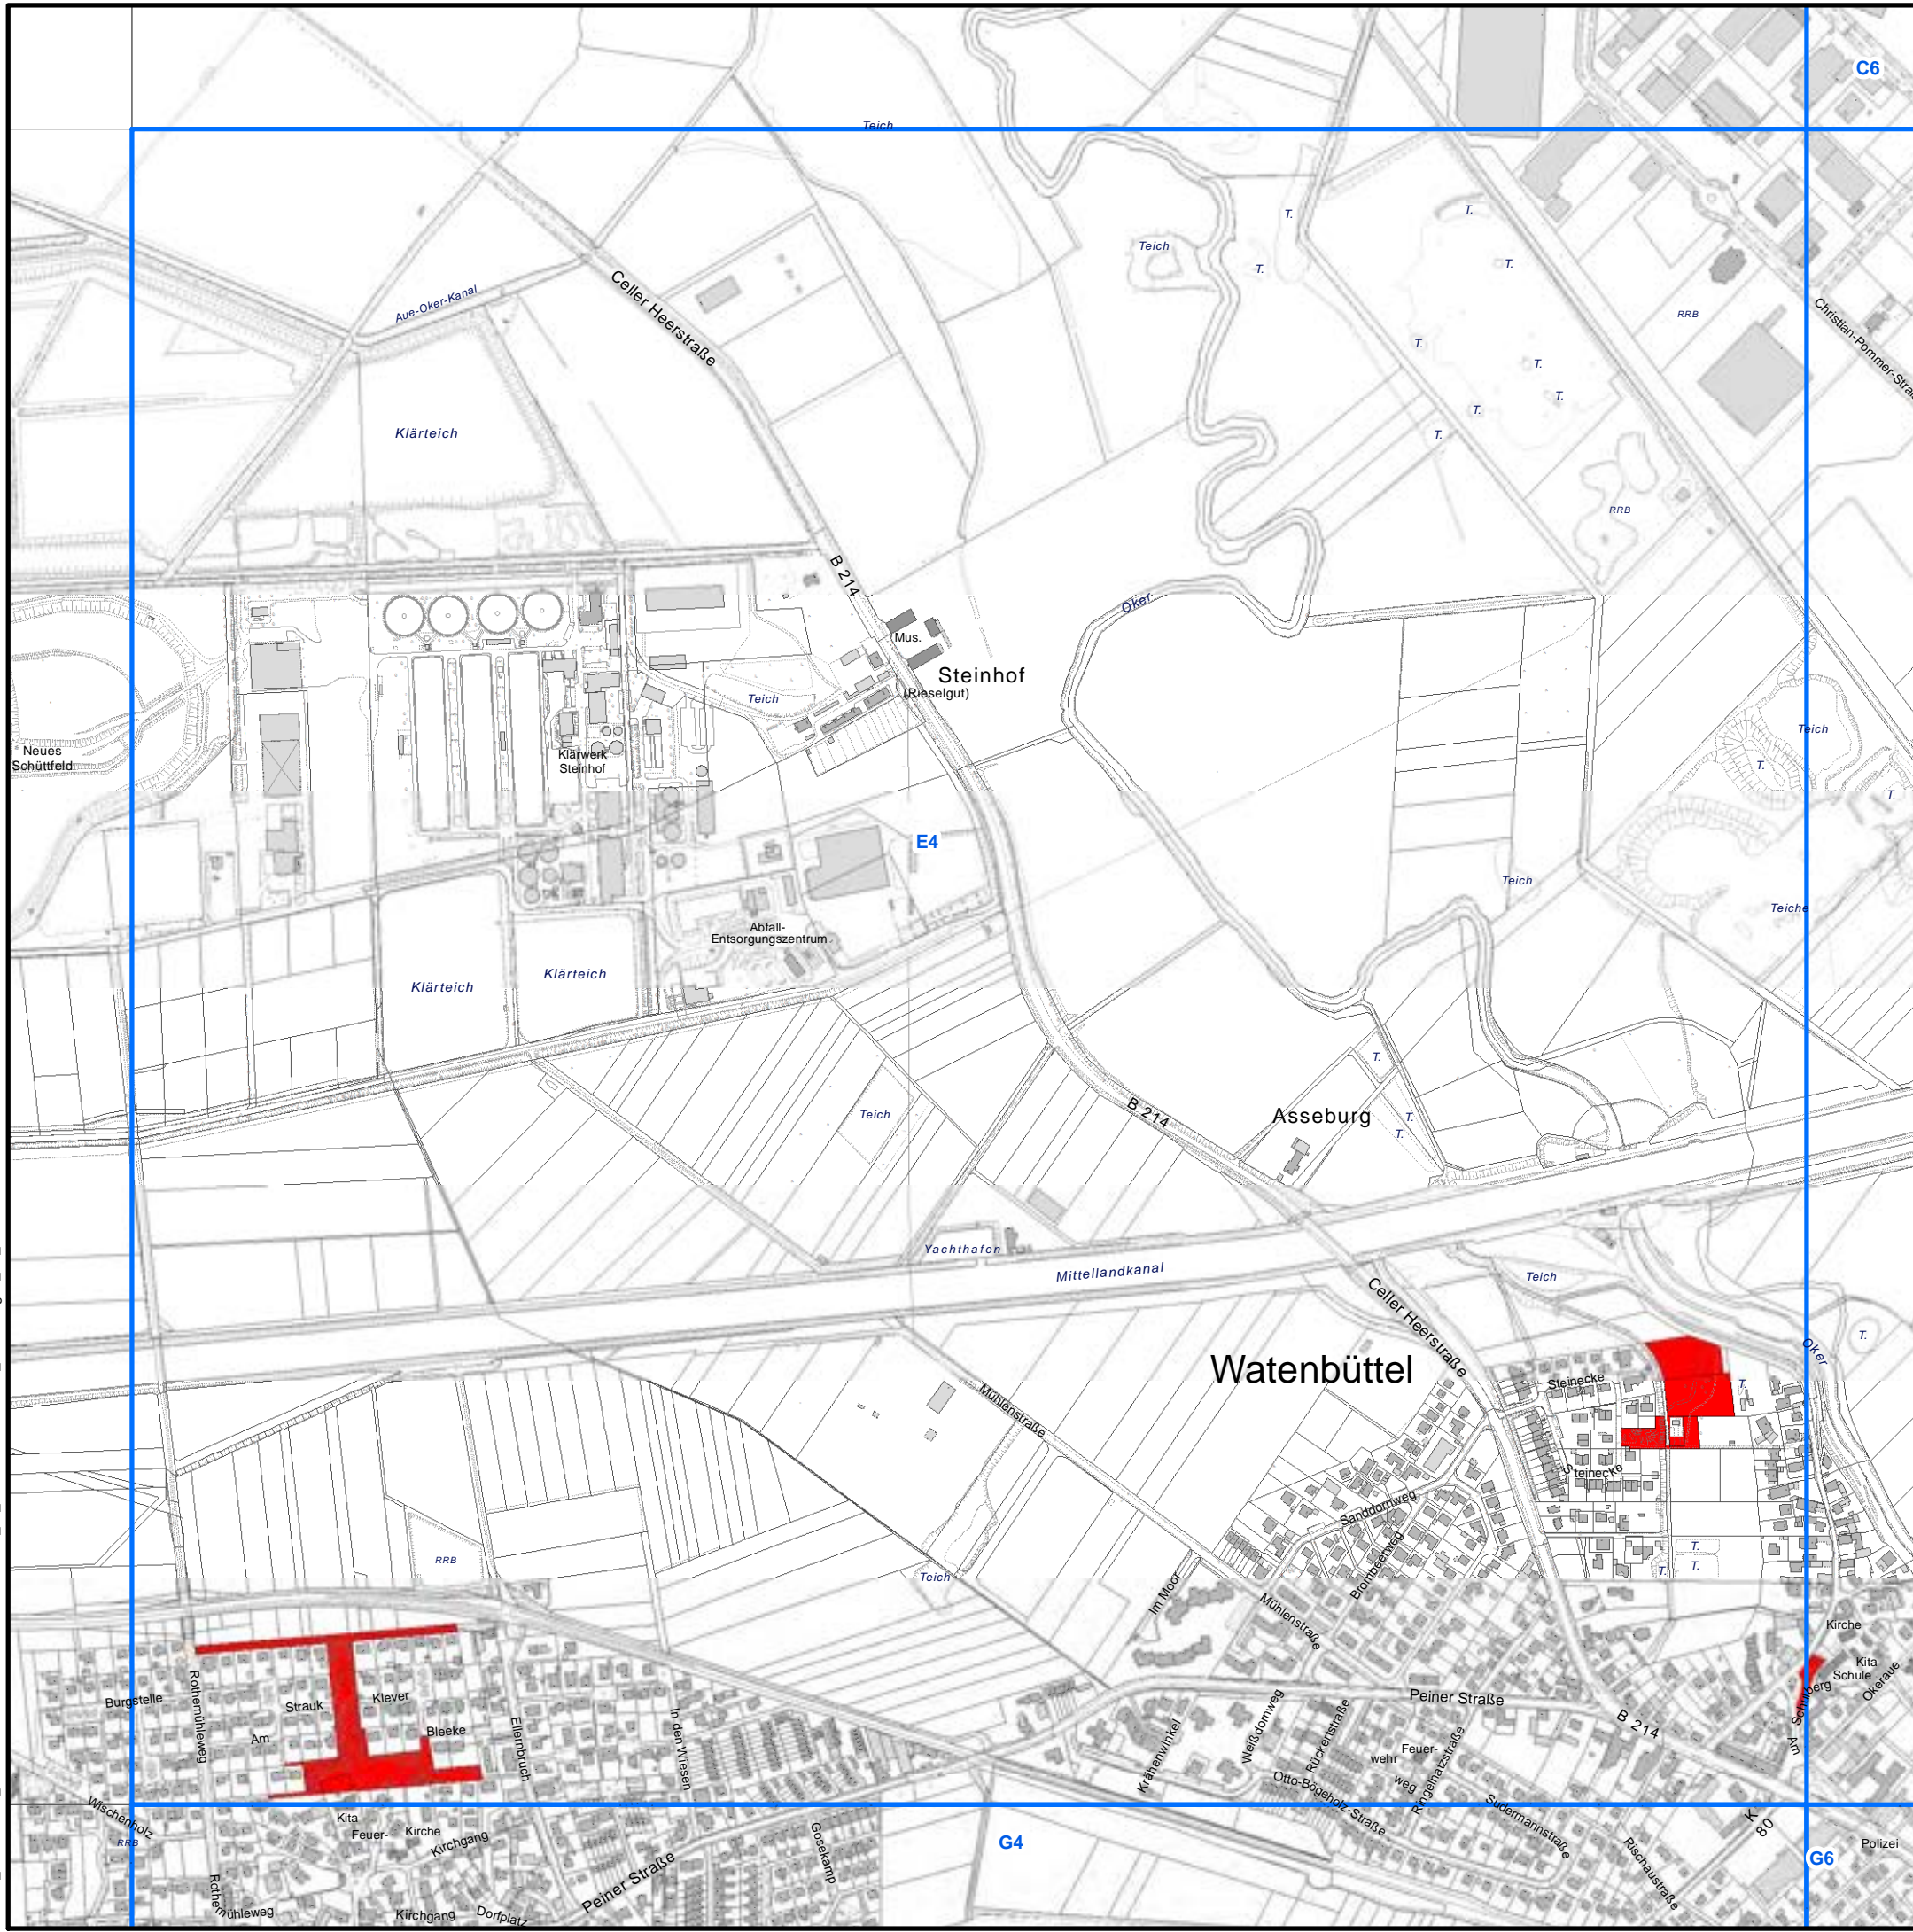 C6
Teich
T.
T.
Teich
T.
T.
Aue-Oker-Kanal
Celler Heerstraße
RRB
Christian-Pommer-Straß
T.
T.
T.
T.
T.
Klärteich
RRB
B 214
Oker
Mus.
Steinhof
(Rieselgut)
Teich
Teich
Neues
Schüttfeld
Klärwerk
Steinhof
T.
T.
E4
Teich
Teiche
Abfall-
Entsorgungszentrum
Klärteich
Klärteich
T.
B 214
Teich
Asseburg
T.
T.
Yachthafen
Mittellandkanal
Teich
Celler Heerstraße
Oker
T.
Watenbüttel
Steinecke
T.
Mühlenstraße
Steinecke
Sanddornweg
Brombeerweg
RRB
Teich
T.
T.
T.
Im Moor
Mühlenstraße
Kirche
Kita
Schule
Okeraue
Am
Schulberg
Burgstelle
Rothemühleweg
Strauk
Klever
Am
Bleeke
Ellernbruch
In den Wiesen
Peiner Straße
B 214
Krähenwinkel
Weißdornweg
Rückertstraße
Feuer-
wehr
weg
Ringelnatzstraße
Otto-Bögeholz-Straße
Sudermannstraße
Wischenholz
RRB
Kita
Feuer-
Kirche
Kirchgang
Gosekamp
G4
K 80
Polizei
G6
Rischaustraße
Rothemühleweg
Kirchgang
Dorfplatz
Peiner Straße